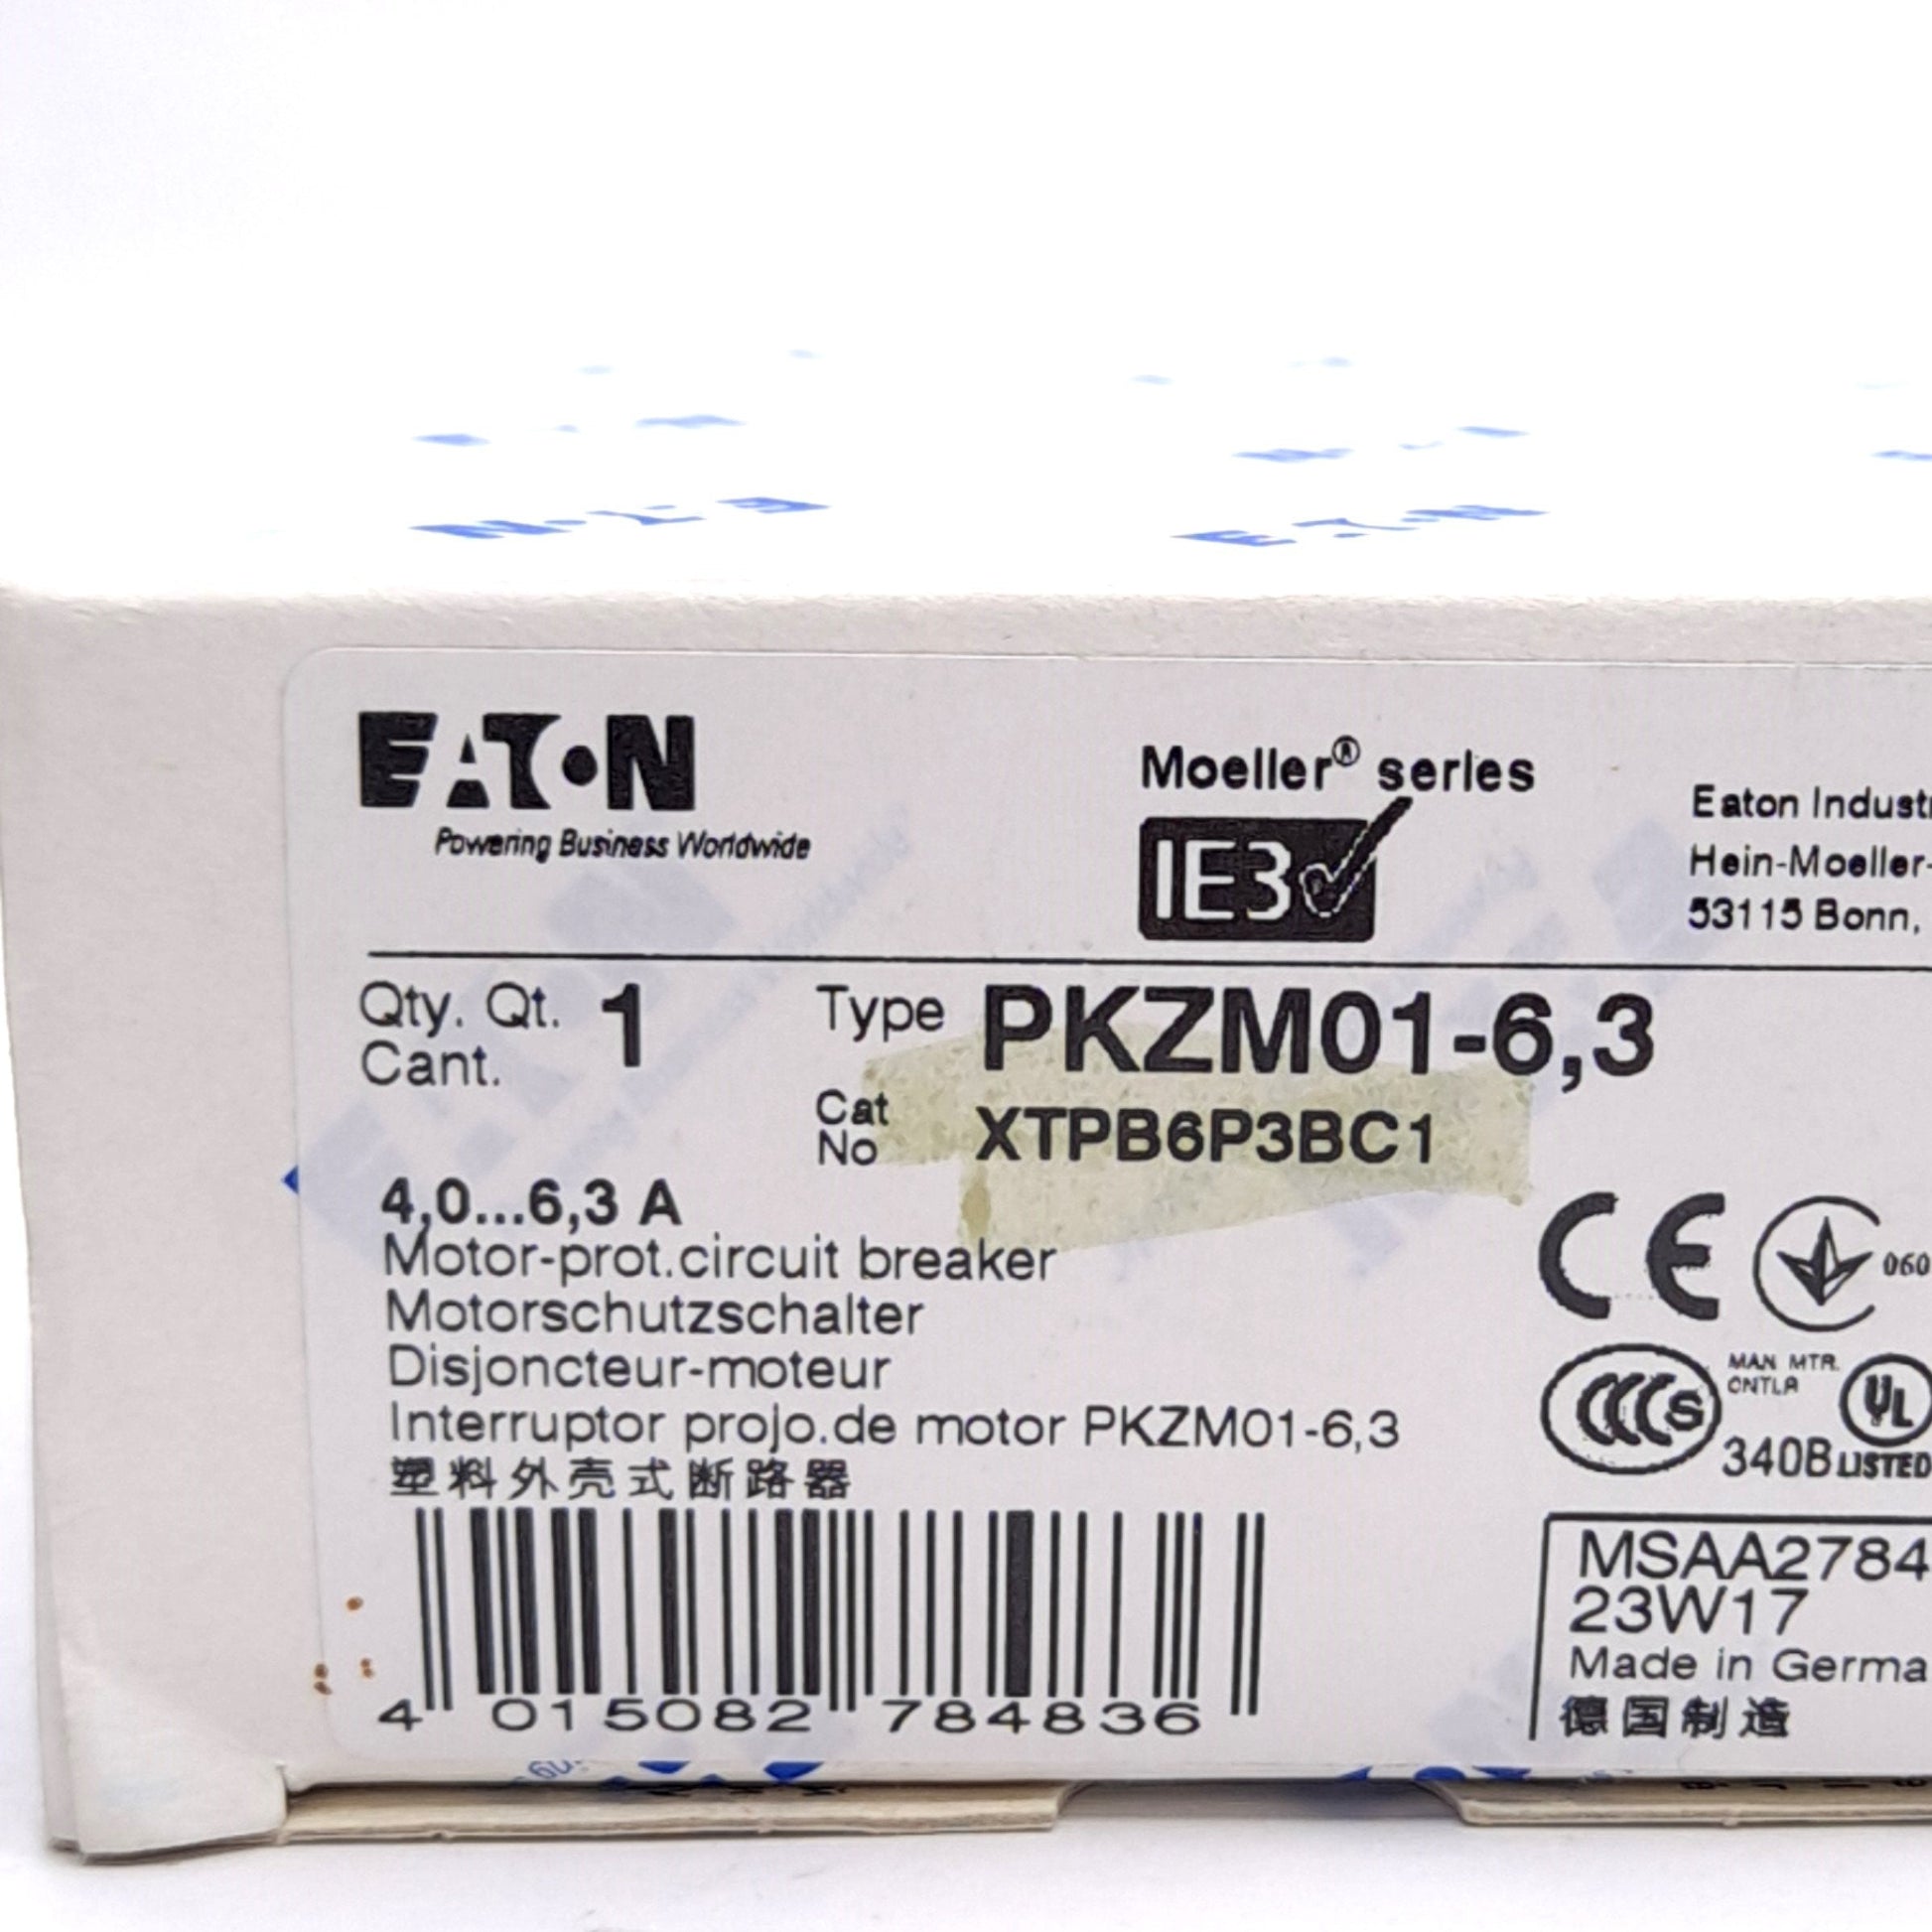 EATON
Powering Business Worldwide
Moeller® series
IE3
Eaton Industr
Hein-Moeller-
53115 Bonn,
Qty. Qt. 1
Cant.
Type PKZM01-6,3
Cat
No XTPB6P3BC1
4,0...6,3 A
Motor-prot.circuit breaker
Motorschutzschalter
Disjoncteur-moteur
Interruptor projo.de motor PKZM01-6,3
塑料外壳式断路器
4 015082 784836
CE
060
CCC S
MAN. MTR.
CNTLR
340B
UL
LISTED
MSAA2784
23W17
Made in Germa
德国制造